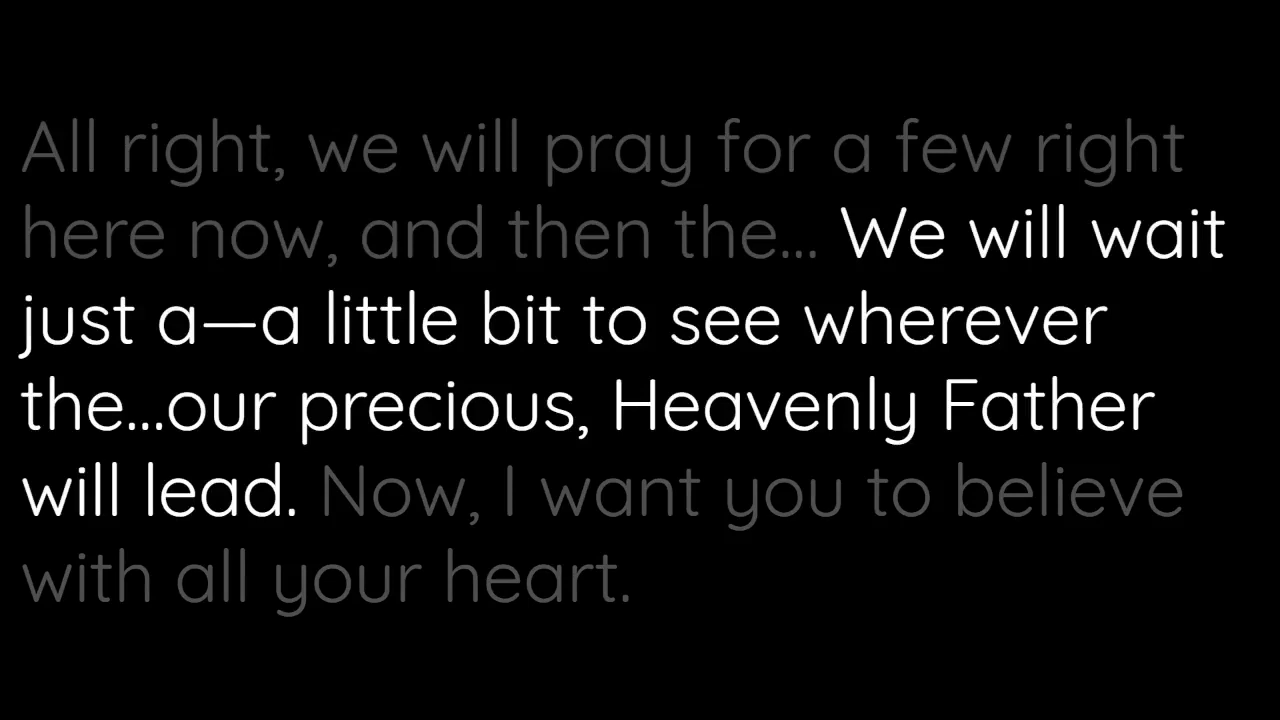 All right, we will pray for a few right
here now, and then the... We will wait
just a—a little bit to see wherever
the...our precious, Heavenly Father
will lead. Now, I want you to believe
with all your heart.